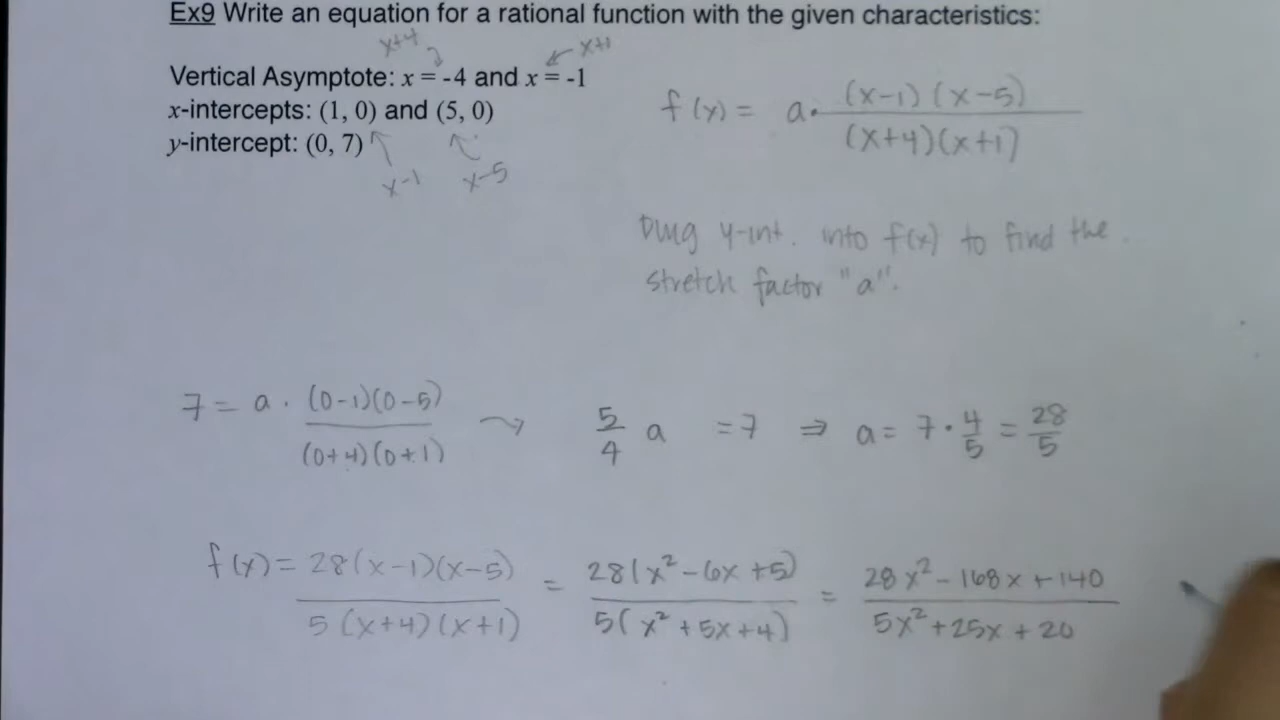 Ex9 Write an equation for a rational function with the given characteristics:
x+4 x+1
Vertical Asymptote: x = -4 and x = -1
x-intercepts: (1, 0) and (5, 0)
y-intercept: (0, 7)
x-1 x-5
f(x) = a · (x-1)(x-5) / (x+4)(x+1)
Plug y-int. into f(x) to find the
stretch factor "a".
7 = a · (0-1)(0-5) / (0+4)(0+1) ⇝ 5/4 a = 7 ⇒ a = 7 · 4/5 = 28/5
f(x) = 28(x-1)(x-5) / 5(x+4)(x+1) = 28(x²-6x+5) / 5(x²+5x+4) = 28x²-168x+140 / 5x²+25x+20